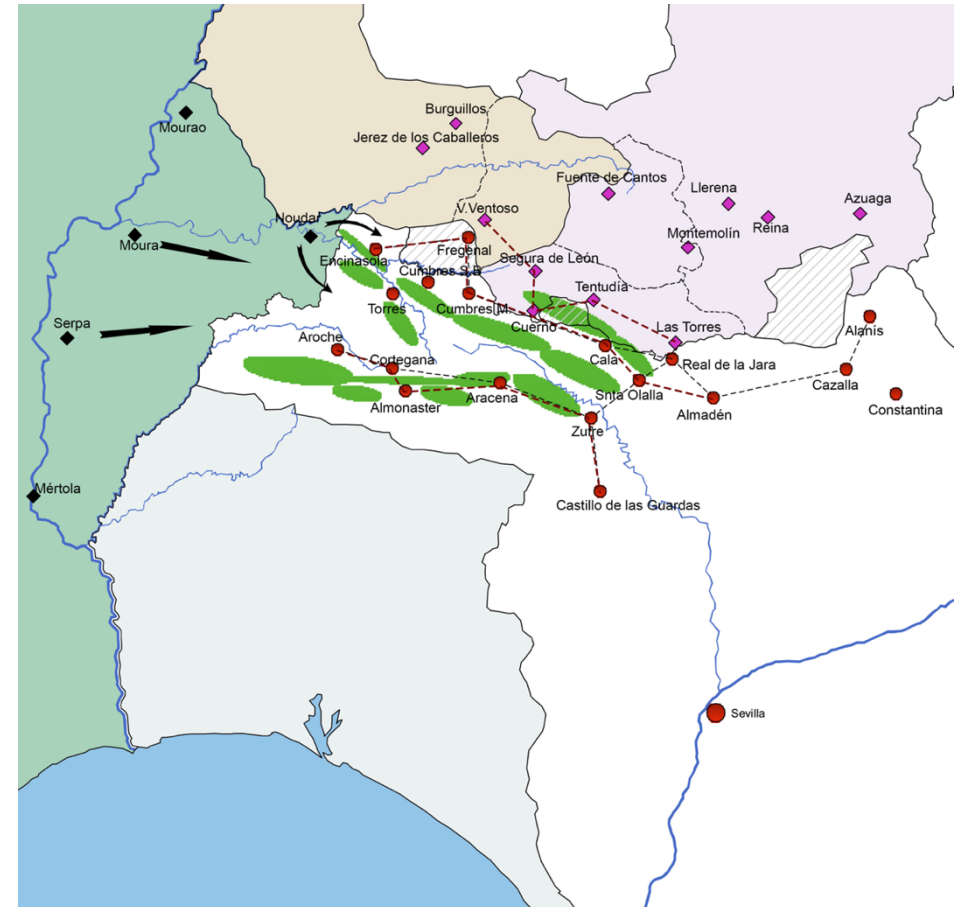 Burguillos
Mourao
Jerez de los Caballeros
Fuente de Cantos
Llerena
Azuaga
V.Ventoso
Noudar
Reina
Moura
Montemolín
Fregenal
Encinasola
Segura de León
Cumbres S.B
Tentudía
Torres
Cumbres M
Serpa
Cuerno
Las Torres
Alanís
Aroche
Cortegana
Cala
Real de la Jara
Cazalla
Almonaster
Aracena
Snta Olalla
Almadén
Constantina
Zufre
Mértola
Castillo de las Guardas
Sevilla